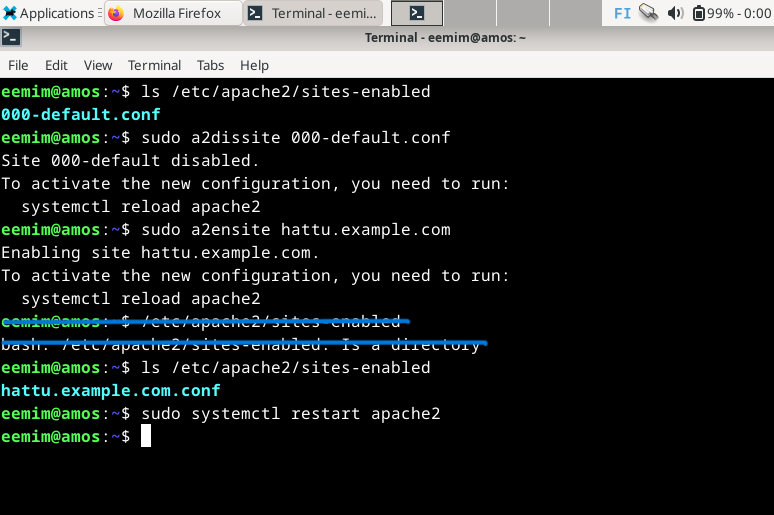 Applications
Mozilla Firefox
Terminal - eemi...
FI
99% - 0:00
Terminal - eemim@amos: ~
File Edit View Terminal Tabs Help
eemim@amos:~$ ls /etc/apache2/sites-enabled
000-default.conf
eemim@amos:~$ sudo a2dissite 000-default.conf
Site 000-default disabled.
To activate the new configuration, you need to run:
systemctl reload apache2
eemim@amos:~$ sudo a2ensite hattu.example.com
Enabling site hattu.example.com.
To activate the new configuration, you need to run:
systemctl reload apache2
eemim@amos:~$ /etc/apache2/sites-enabled
bash: /etc/apache2/sites-enabled: Is a directory
eemim@amos:~$ ls /etc/apache2/sites-enabled
hattu.example.com.conf
eemim@amos:~$ sudo systemctl restart apache2
eemim@amos:~$